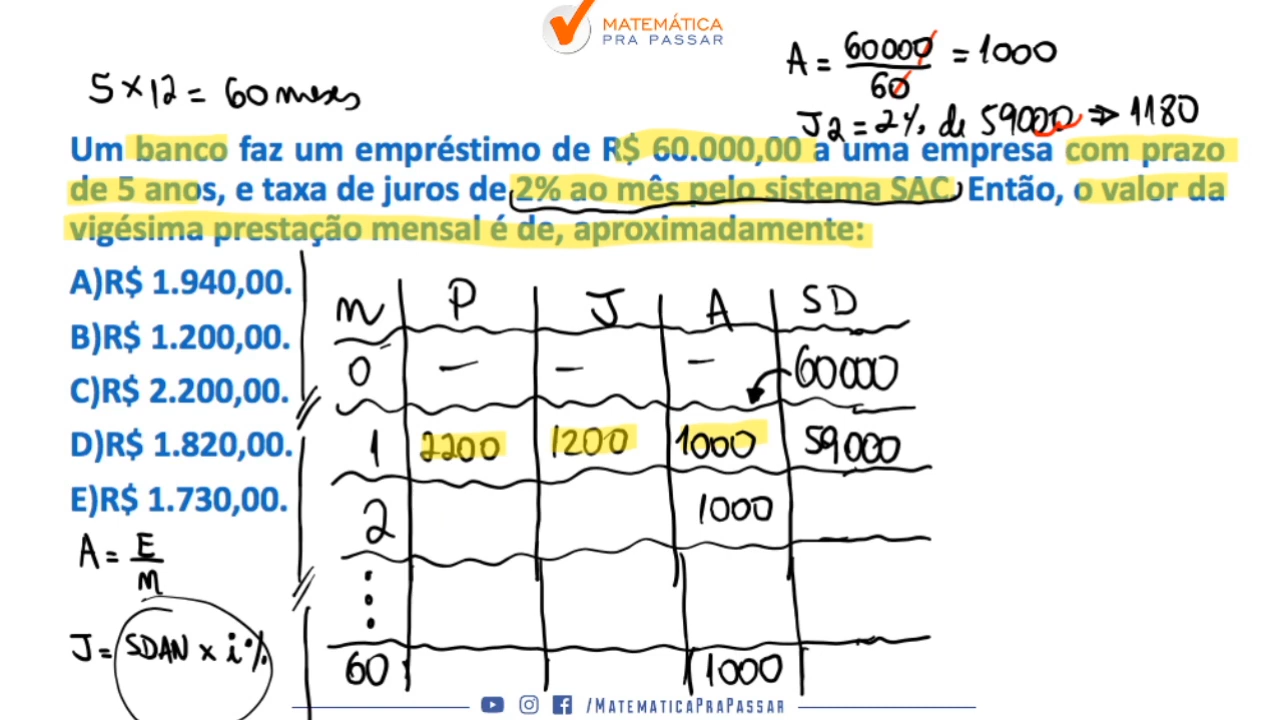 MATEMÁTICA
PRA PASSAR
5 × 12 = 60 meses
A = 60000 / 60 = 1000
J2 = 2% de 59000 ⇒ 1180
Um banco faz um empréstimo de R$ 60.000,00 a uma empresa com prazo
de 5 anos, e taxa de juros de 2% ao mês pelo sistema SAC. Então, o valor da
vigésima prestação mensal é de, aproximadamente:
A)R$ 1.940,00.
B)R$ 1.200,00.
C)R$ 2.200,00.
D)R$ 1.820,00.
E)R$ 1.730,00.
A = E / n
J = SDAN × i%
n P J A SD
0 — — — 60000
1 2200 1200 1000 59000
2 1000
60 1000
/MATEMATICAPRAPASSAR